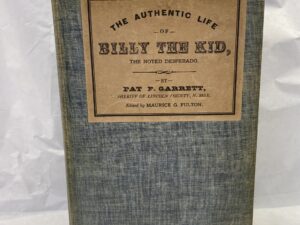 THE AUTHENTIC LIFE
OF
BILLY THE KID,
THE NOTED DESPERADO.
BY
PAT F. GARRETT,
SHERIFF OF LINCOLN COUNTY, N. MEX.
Edited by MAURICE G. FULTON.